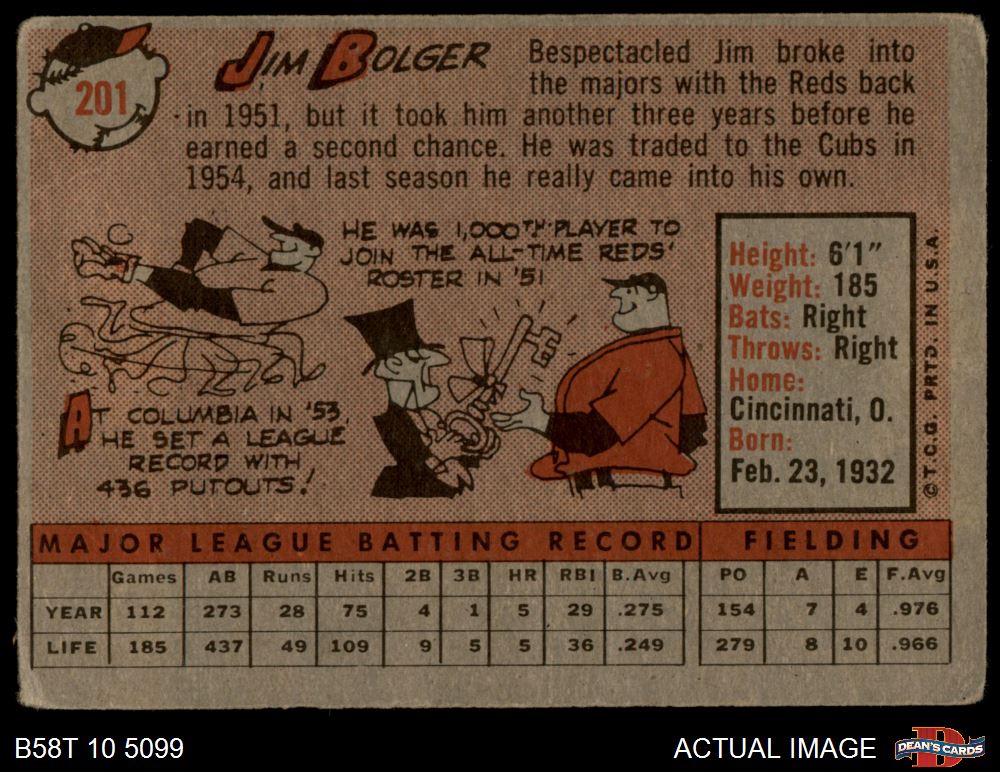 201
JIM BOLGER
Bespectacled Jim broke into
the majors with the Reds back
in 1951, but it took him another three years before he
earned a second chance. He was traded to the Cubs in
1954, and last season he really came into his own.
HE WAS 1,000TH PLAYER TO
JOIN THE ALL-TIME REDS'
ROSTER IN '51
AT COLUMBIA IN '53
HE SET A LEAGUE
RECORD WITH
436 PUTOUTS!
Height: 6'1"
Weight: 185
Bats: Right
Throws: Right
Home:
Cincinnati, O.
Born:
Feb. 23, 1932
© T.C.G. PRTD. IN U.S.A.
MAJOR LEAGUE BATTING RECORD FIELDING
Games AB Runs Hits 2B 3B HR RBI B.Avg PO A E F.Avg
YEAR 112 273 28 75 4 1 5 29 .275 154 7 4 .976
LIFE 185 437 49 109 9 5 5 36 .249 279 8 10 .966
B58T 10 5099
ACTUAL IMAGE
D
DEAN'S CARDS